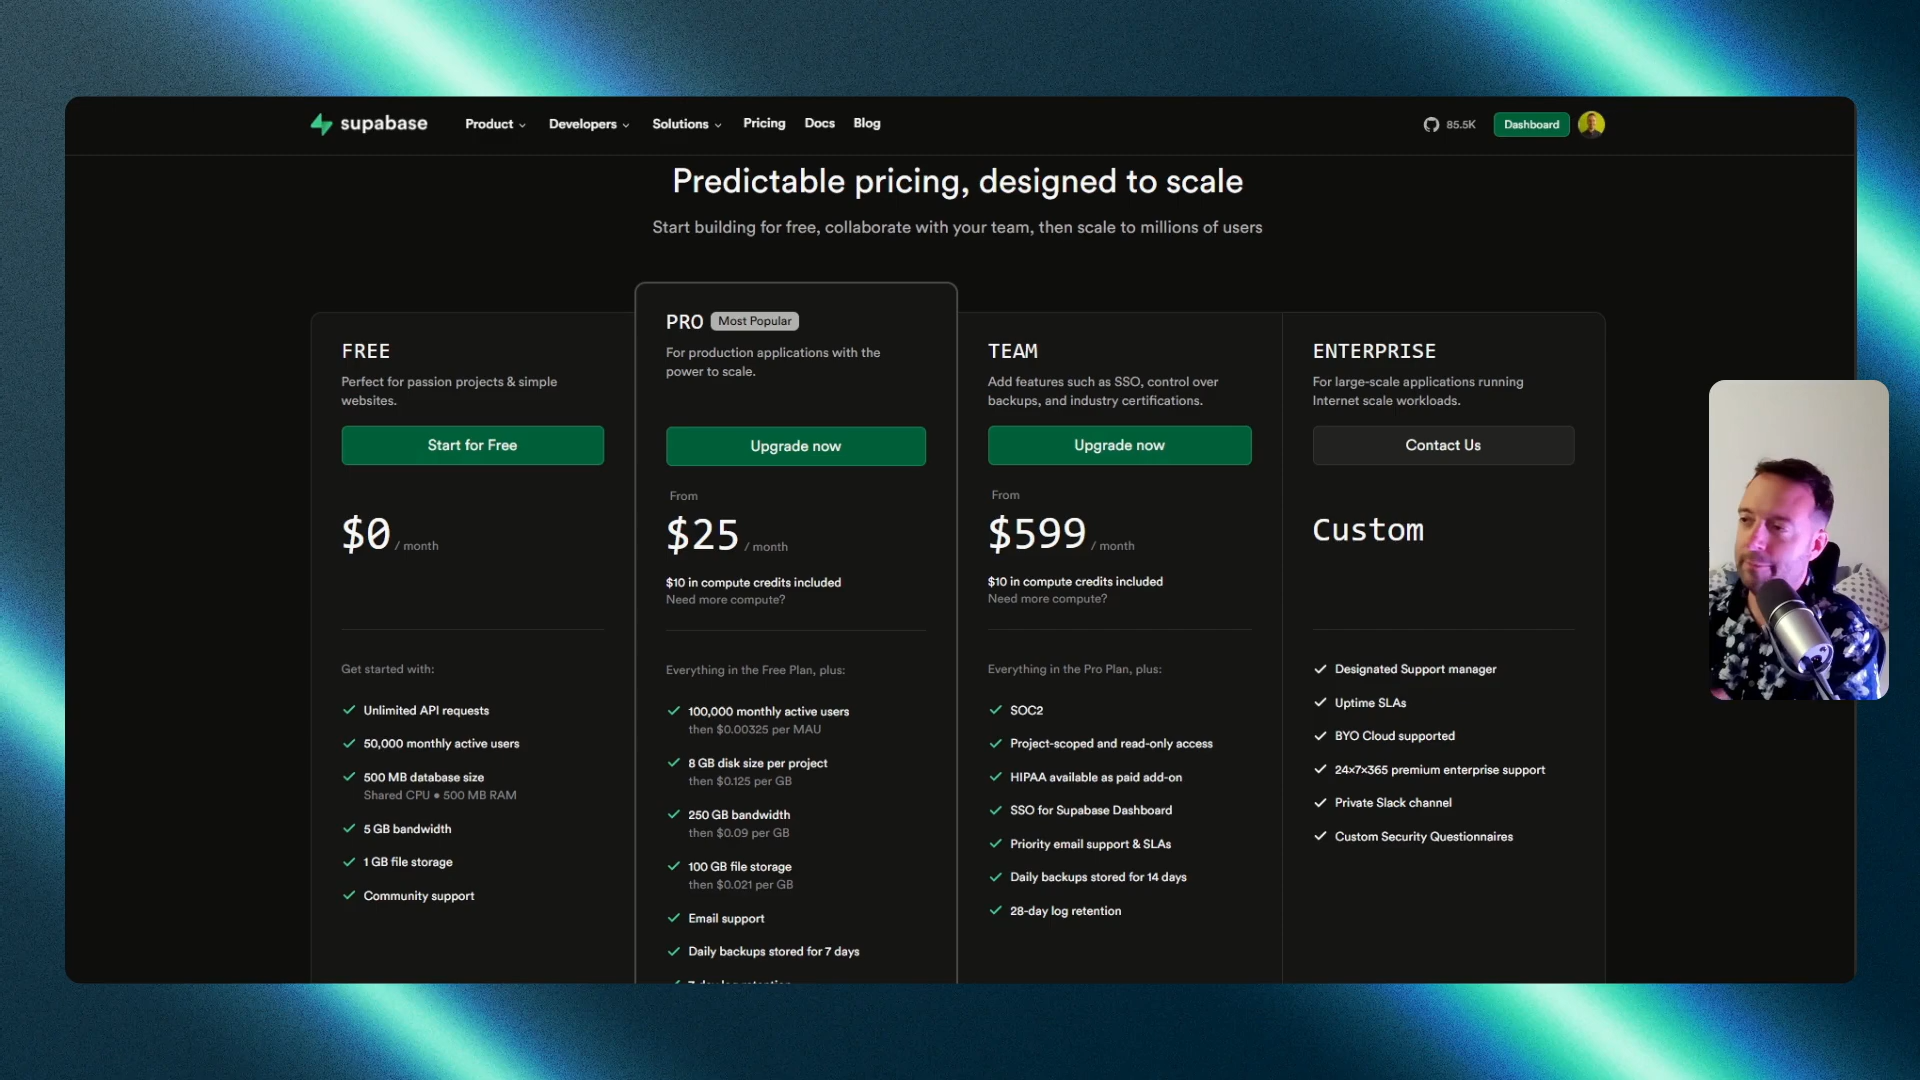 supabase
Product
Developers
Solutions
Pricing
Docs
Blog
85.5K
Dashboard
Predictable pricing, designed to scale
Start building for free, collaborate with your team, then scale to millions of users
FREE
Perfect for passion projects & simple
websites.
Start for Free
$0 / month
Get started with:
Unlimited API requests
50,000 monthly active users
500 MB database size
Shared CPU • 500 MB RAM
5 GB bandwidth
1 GB file storage
Community support
PRO Most Popular
For production applications with the
power to scale.
Upgrade now
From
$25 / month
$10 in compute credits included
Need more compute?
Everything in the Free Plan, plus:
100,000 monthly active users
then $0.00325 per MAU
8 GB disk size per project
then $0.125 per GB
250 GB bandwidth
then $0.09 per GB
100 GB file storage
then $0.021 per GB
Email support
Daily backups stored for 7 days
TEAM
Add features such as SSO, control over
backups, and industry certifications.
Upgrade now
From
$599 / month
$10 in compute credits included
Need more compute?
Everything in the Pro Plan, plus:
SOC2
Project-scoped and read-only access
HIPAA available as paid add-on
SSO for Supabase Dashboard
Priority email support & SLAs
Daily backups stored for 14 days
28-day log retention
ENTERPRISE
For large-scale applications running
Internet scale workloads.
Contact Us
Custom
Designated Support manager
Uptime SLAs
BYO Cloud supported
24×7×365 premium enterprise support
Private Slack channel
Custom Security Questionnaires